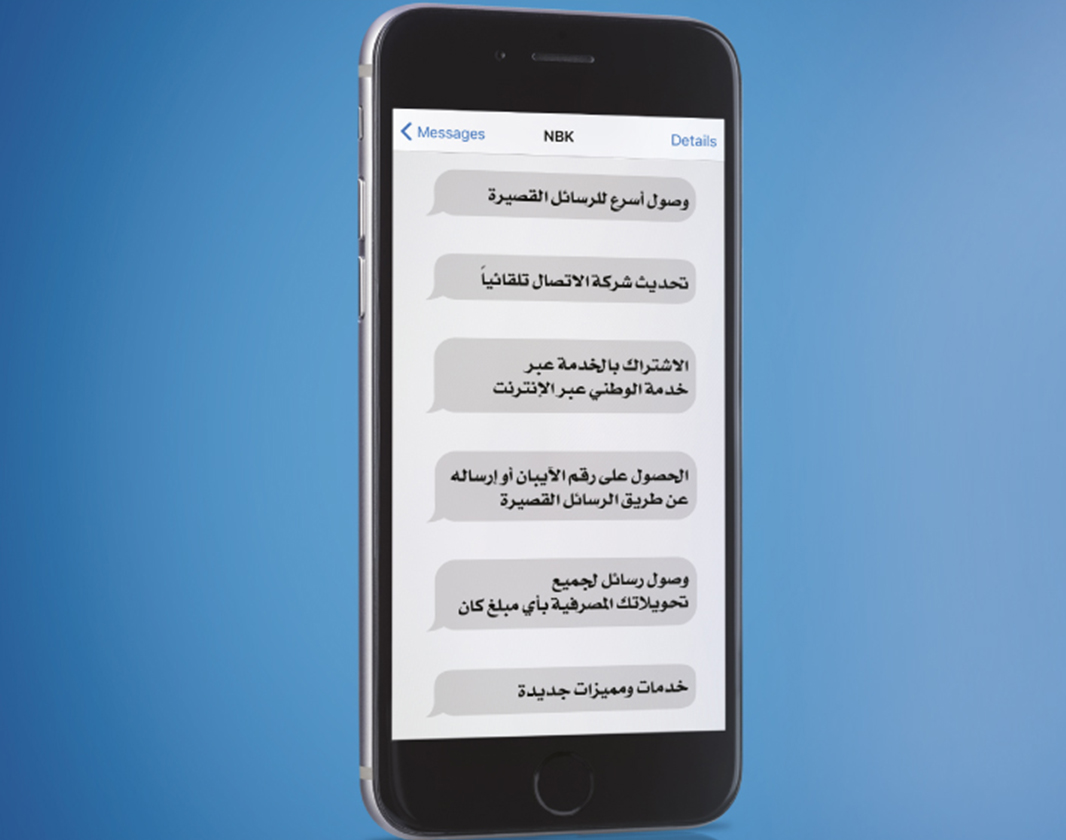 Messages NBK Details
وصول أسرع للرسائل القصيرة
تحديث شركة الاتصال تلقائياً
الاشتراك بالخدمة عبر
خدمة الوطني عبر الإنترنت
الحصول على رقم الآيبان أو إرساله
عن طريق الرسائل القصيرة
وصول رسائل لجميع
تحويلاتك المصرفية بأي مبلغ كان
خدمات ومميزات جديدة